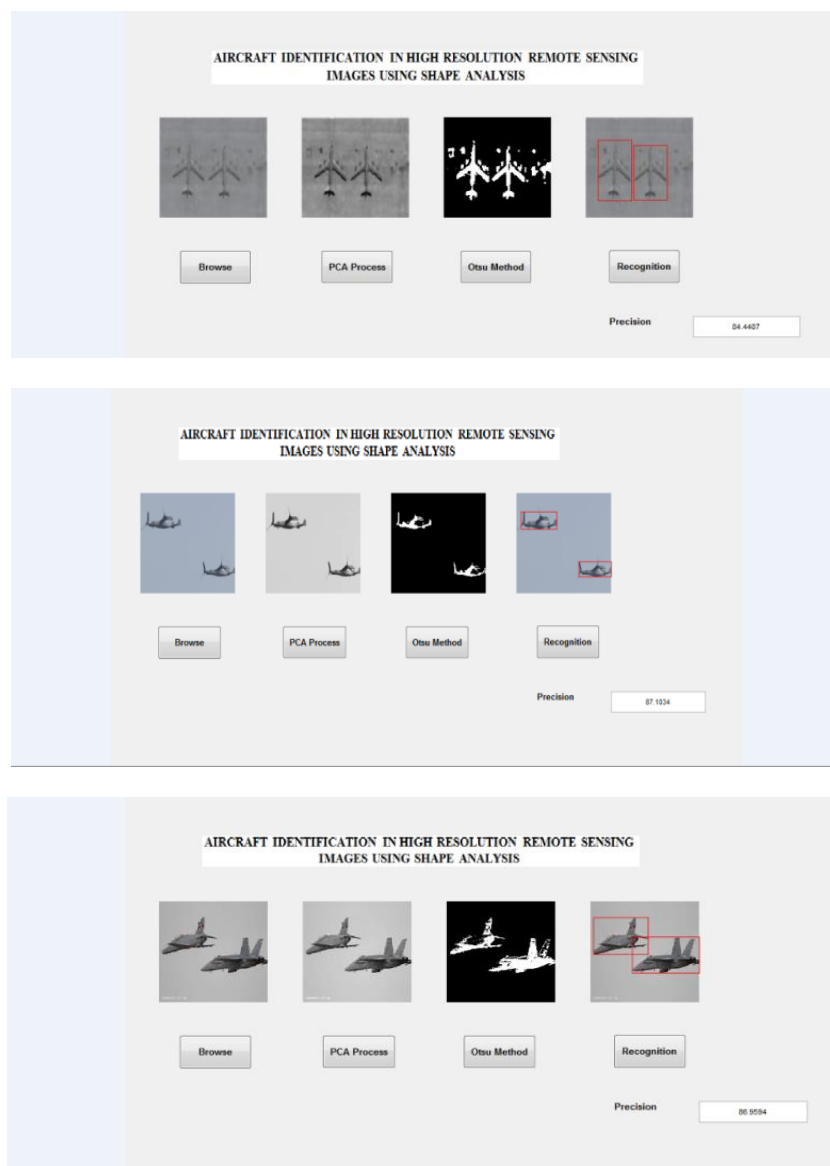 AIRCRAFT IDENTIFICATION IN HIGH RESOLUTION REMOTE SENSING
IMAGES USING SHAPE ANALYSIS
Browse
PCA Process
Otsu Method
Recognition
Precision
84.4407
AIRCRAFT IDENTIFICATION IN HIGH RESOLUTION REMOTE SENSING
IMAGES USING SHAPE ANALYSIS
Browse
PCA Process
Otsu Method
Recognition
Precision
87.1034
AIRCRAFT IDENTIFICATION IN HIGH RESOLUTION REMOTE SENSING
IMAGES USING SHAPE ANALYSIS
Browse
PCA Process
Otsu Method
Recognition
Precision
86.9594